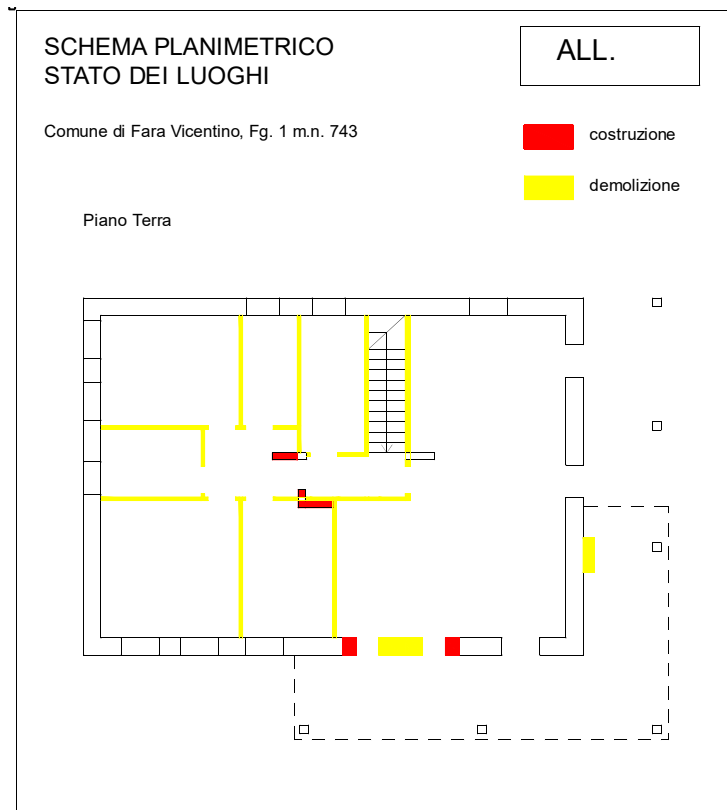 SCHEMA PLANIMETRICO
STATO DEI LUOGHI
ALL.
Comune di Fara Vicentino, Fg. 1 m.n. 743
costruzione
demolizione
Piano Terra